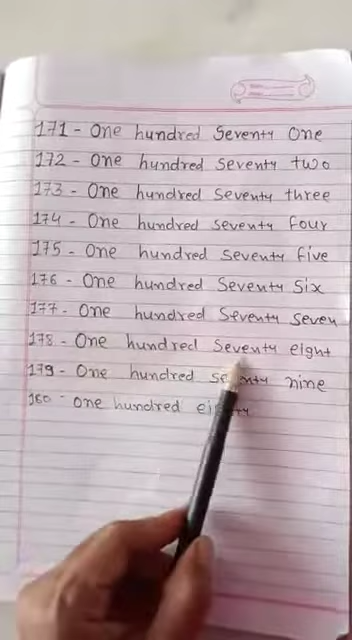 171 - One hundred Seventy One
172 - One hundred Seventy two
173 - One hundred seventy three
174 - One hundred seventy four
175 - One hundred Seventy five
176 - One hundred Seventy Six
177 - One hundred Seventy Seven
178 - One hundred Seventy eight
179 - One hundred seventy nine
180 - One hundred eighty